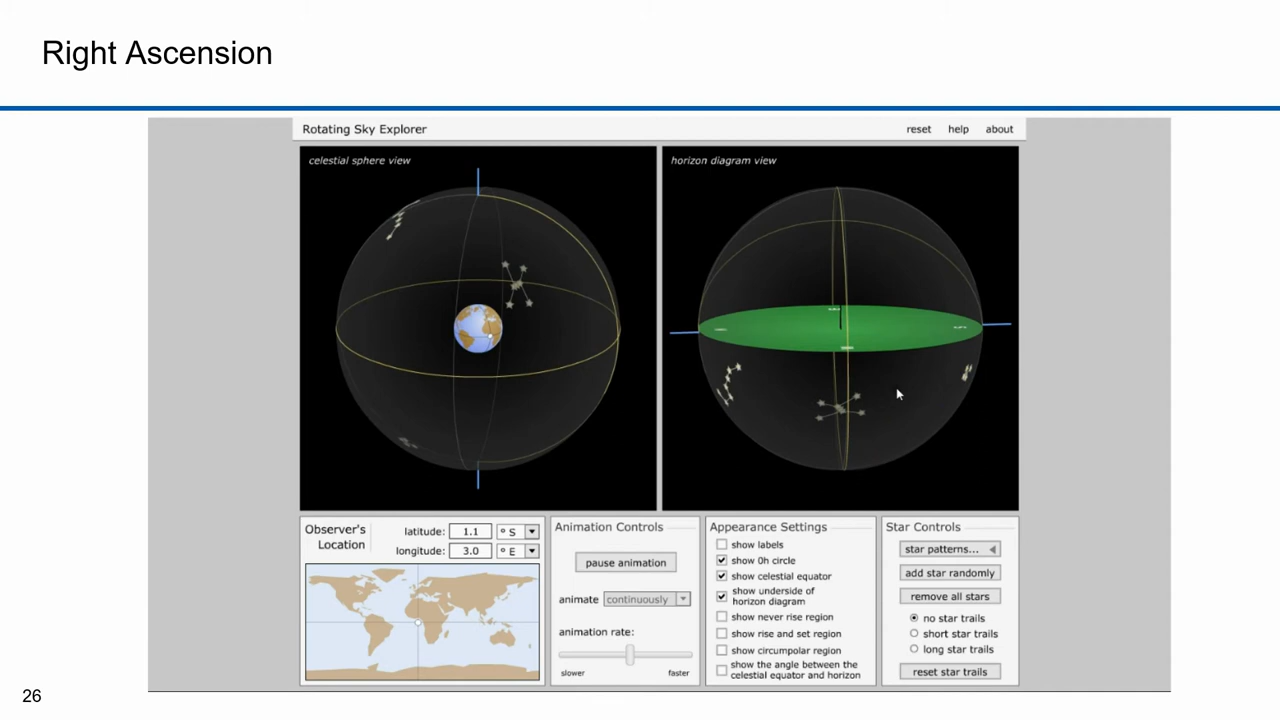 Right Ascension
Rotating Sky Explorer
reset help about
celestial sphere view
horizon diagram view
Observer's
Location
latitude: 1.1 ° S
longitude: 3.0 ° E
Animation Controls
pause animation
animate continuously
animation rate:
slower faster
Appearance Settings
show labels
show 0h circle
show celestial equator
show underside of
horizon diagram
show never rise region
show rise and set region
show circumpolar region
show the angle between the
celestial equator and horizon
Star Controls
star patterns...
add star randomly
remove all stars
no star trails
short star trails
long star trails
reset star trails
26